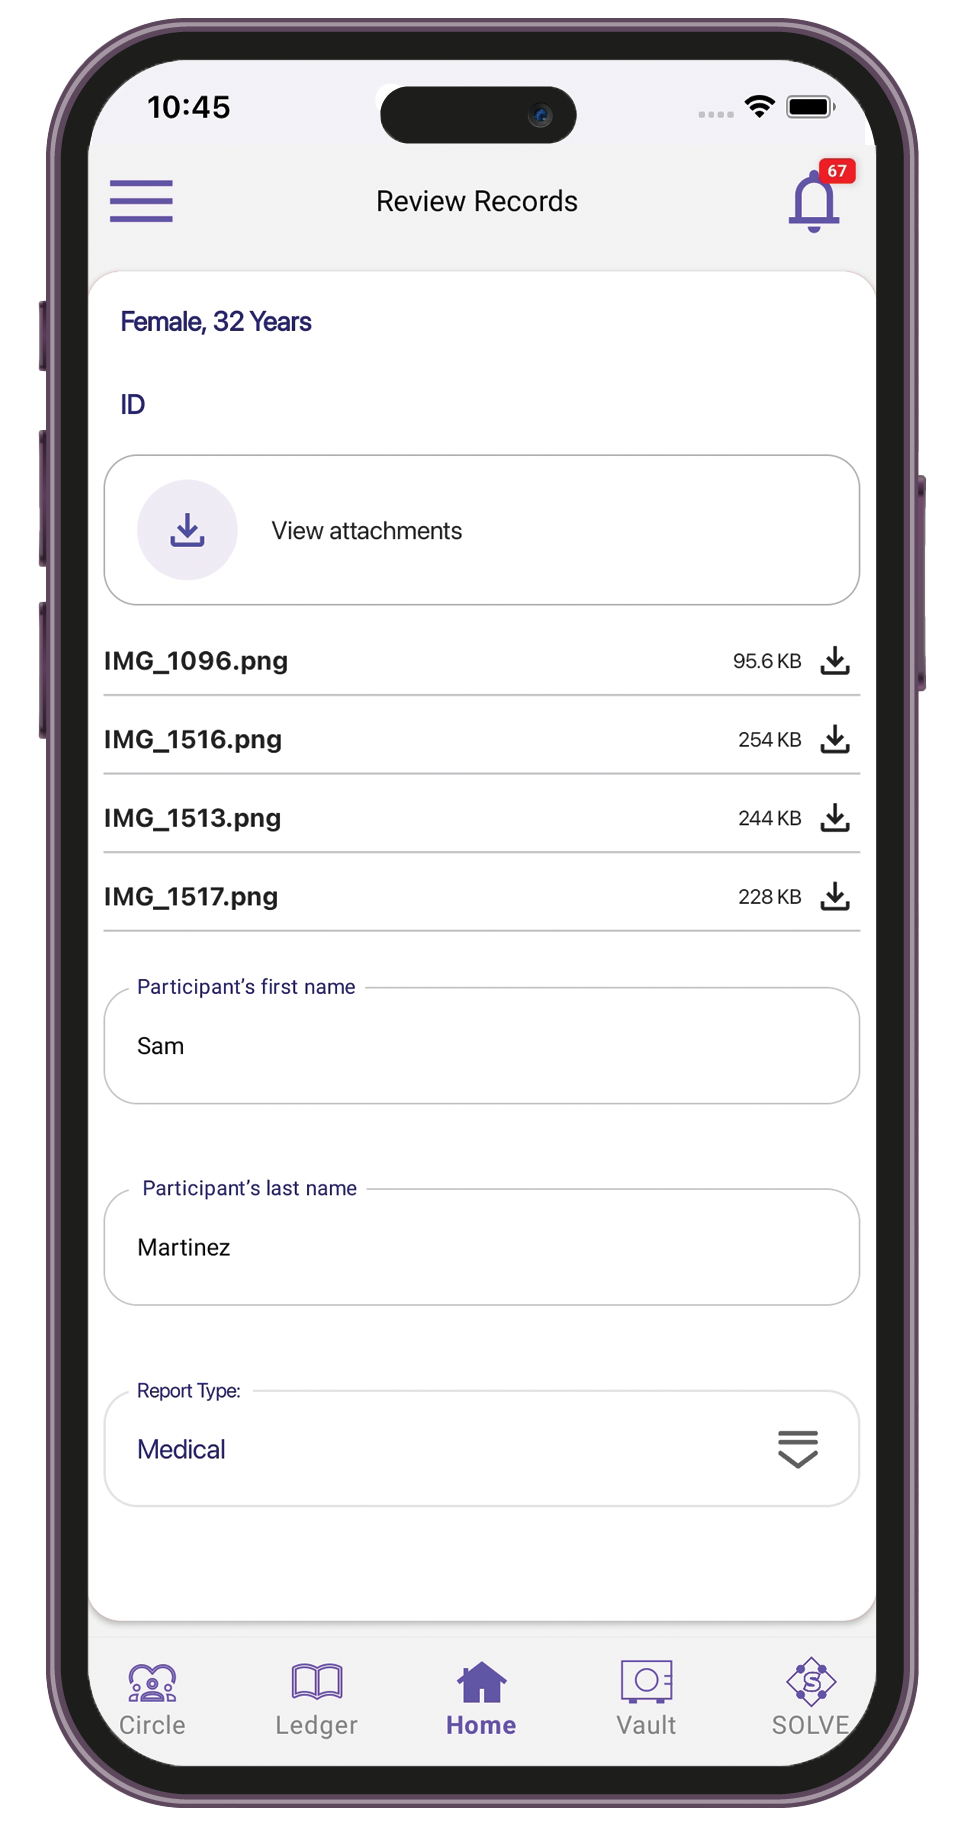 10:45
67
Review Records
Female, 32 Years
ID
View attachments
IMG_1096.png 95.6 KB
IMG_1516.png 254 KB
IMG_1513.png 244 KB
IMG_1517.png 228 KB
Participant’s first name
Sam
Participant’s last name
Martinez
Report Type:
Medical
S
Circle Ledger Home Vault SOLVE